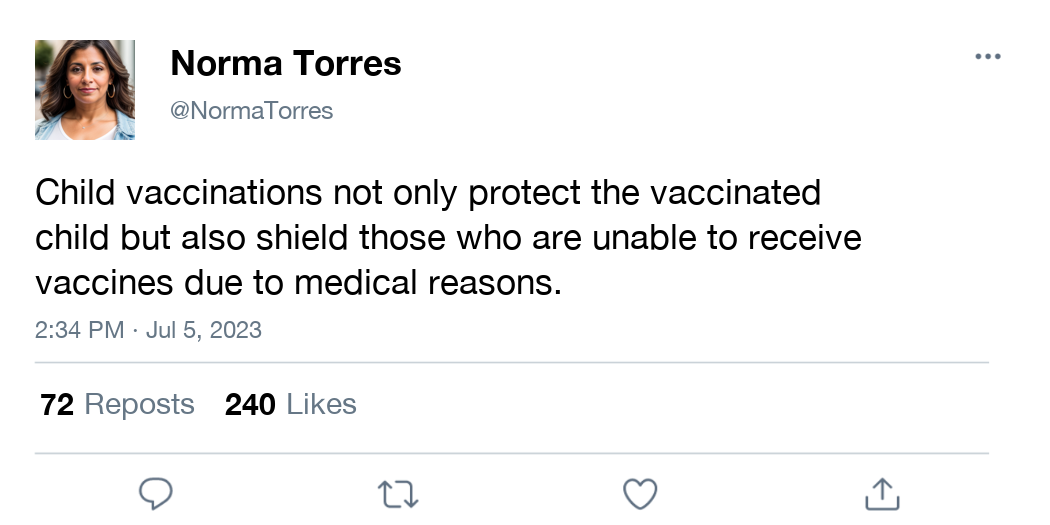 Norma Torres
@NormaTorres
Child vaccinations not only protect the vaccinated
child but also shield those who are unable to receive
vaccines due to medical reasons.
2:34 PM · Jul 5, 2023
72 Reposts 240 Likes